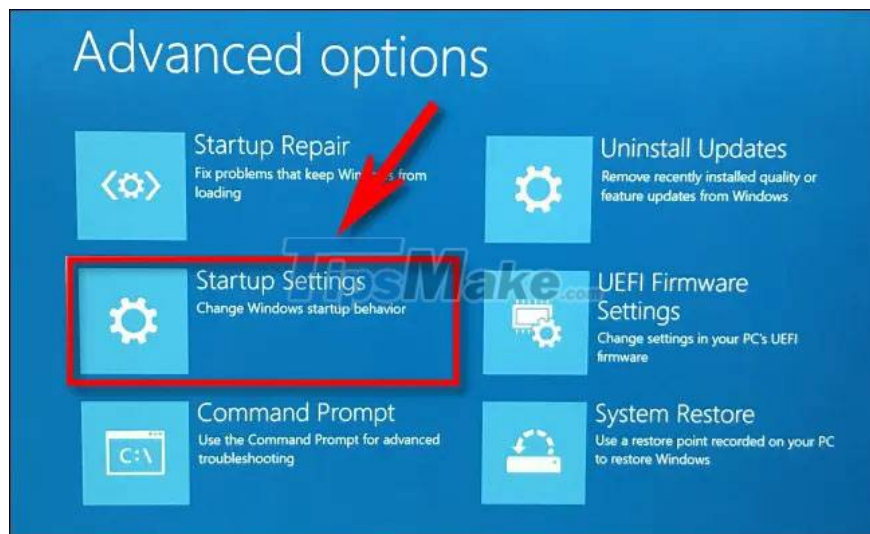 Advanced options
Startup Repair
Fix problems that keep Windows from
loading
Uninstall Updates
Remove recently installed quality or
feature updates from Windows
Startup Settings
Change Windows startup behavior
UEFI Firmware
Settings
Change settings in your PC's UEFI
firmware
Command Prompt
Use the Command Prompt for advanced
troubleshooting
C:\
System Restore
Use a restore point recorded on your PC
to restore Windows
TipsMake.com